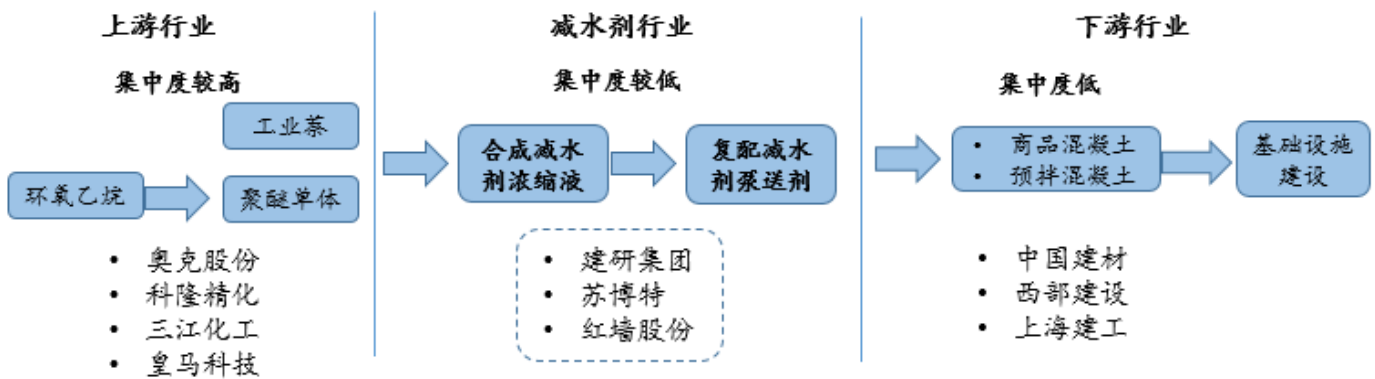 上游行业
集中度较高
工业萘
环氧乙烷
聚醚单体
• 奥克股份
• 科隆精化
• 三江化工
• 皇马科技
减水剂行业
集中度较低
合成减水
剂浓缩液
复配减水
剂泵送剂
• 建研集团
• 苏博特
• 红墙股份
下游行业
集中度低
• 商品混凝土
• 预拌混凝土
基础设施
建设
• 中国建材
• 西部建设
• 上海建工